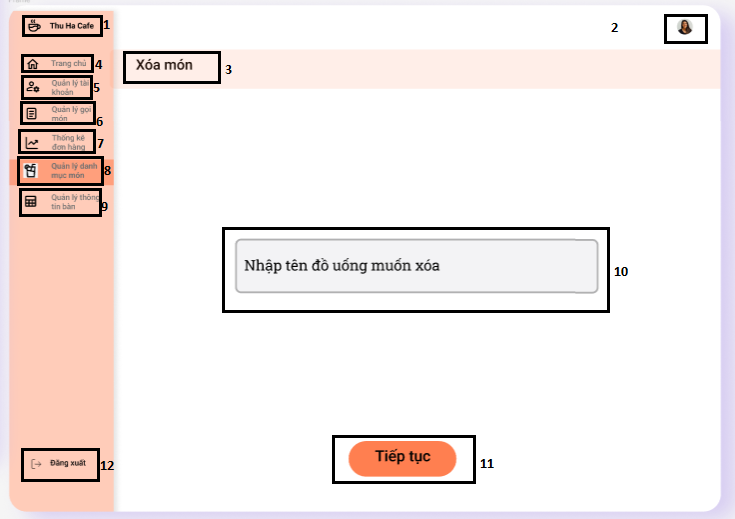 Frame
Thu Ha Cafe 1
2
Xóa món 3
Trang chủ 4
Quản lý tài
khoản 5
Quản lý gọi
món 6
Thống kê
đơn hàng 7
Quản lý danh
mục món 8
Quản lý thông
tin bàn 9
Nhập tên đồ uống muốn xóa 10
Tiếp tục 11
Đăng xuất 12